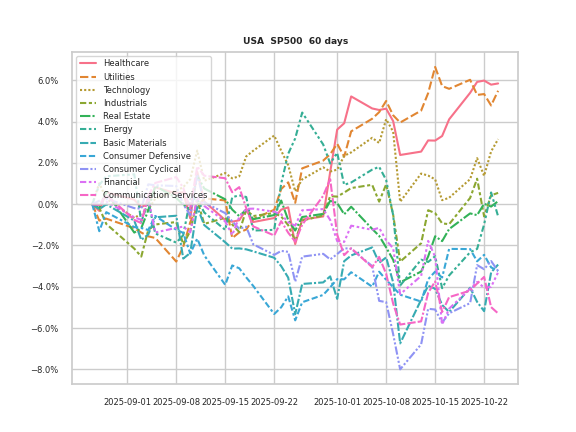 USA  SP500  60 days
6.0%
4.0%
2.0%
0.0%
−2.0%
−4.0%
−6.0%
−8.0%
Healthcare
Utilities
Technology
Industrials
Real Estate
Energy
Basic Materials
Consumer Defensive
Consumer Cyclical
Financial
Communication Services
2025-09-01 2025-09-08 2025-09-15 2025-09-22 2025-10-01 2025-10-08 2025-10-15 2025-10-22